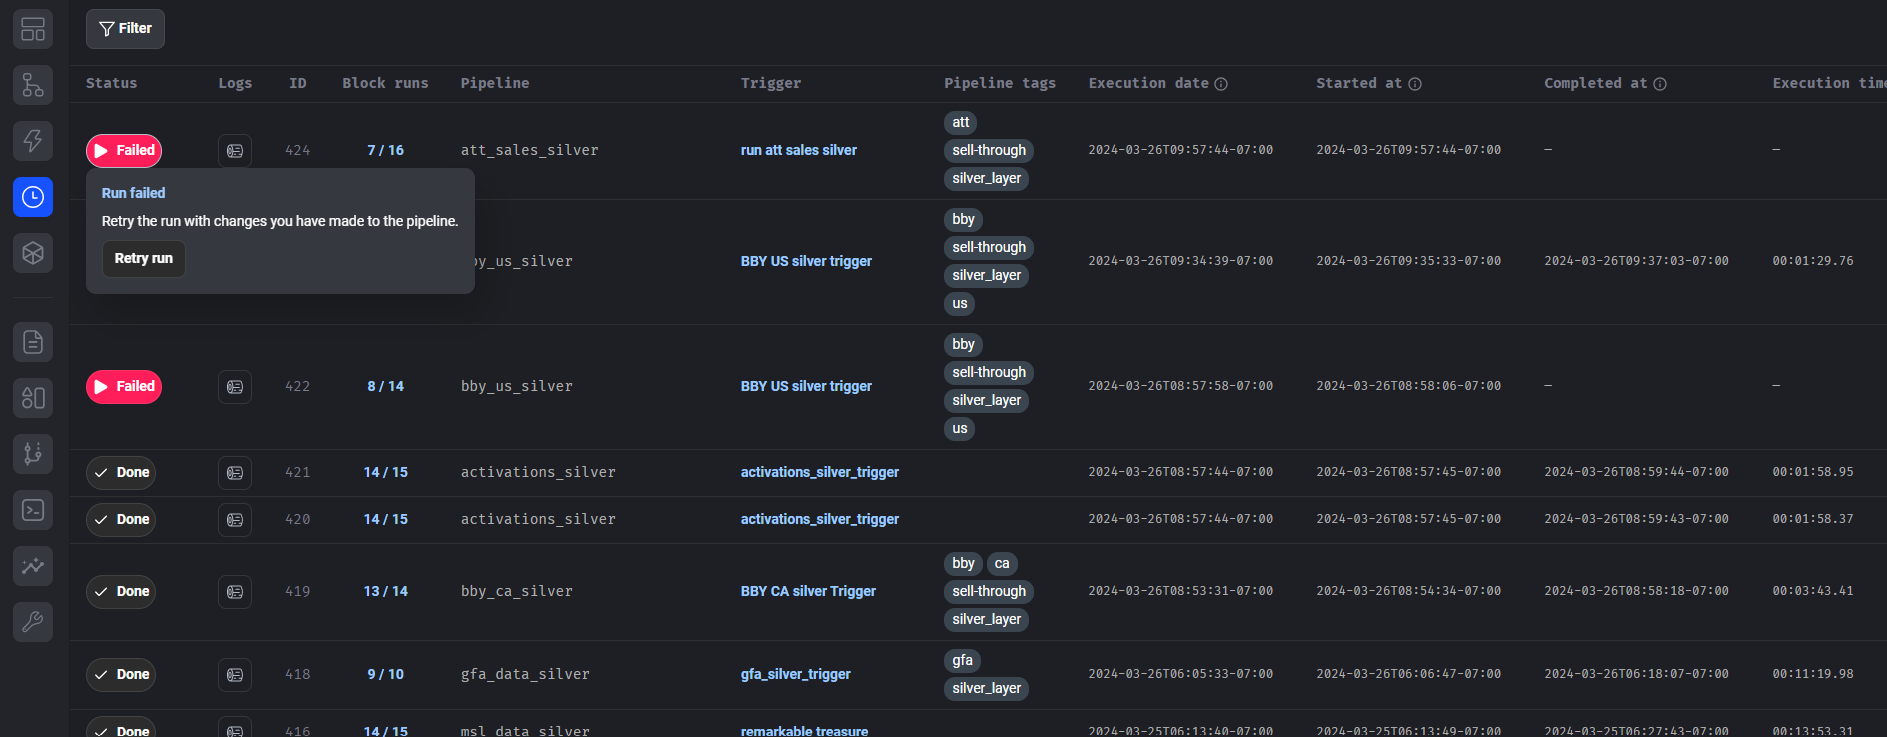 Filter
Status Logs ID Block runs Pipeline Trigger Pipeline tags Execution date Started at Completed at Execution time
Failed 424 7 / 16 att_sales_silver run att sales silver att sell-through silver_layer 2024-03-26T09:57:44-07:00 2024-03-26T09:57:44-07:00 — —
Run failed
Retry the run with changes you have made to the pipeline.
Retry run
by_us_silver BBY US silver trigger bby sell-through silver_layer us 2024-03-26T09:34:39-07:00 2024-03-26T09:35:33-07:00 2024-03-26T09:37:03-07:00 00:01:29.76
Failed 422 8 / 14 bby_us_silver BBY US silver trigger bby sell-through silver_layer us 2024-03-26T08:57:58-07:00 2024-03-26T08:58:06-07:00 — —
Done 421 14 / 15 activations_silver activations_silver_trigger 2024-03-26T08:57:44-07:00 2024-03-26T08:57:45-07:00 2024-03-26T08:59:44-07:00 00:01:58.95
Done 420 14 / 15 activations_silver activations_silver_trigger 2024-03-26T08:57:44-07:00 2024-03-26T08:57:45-07:00 2024-03-26T08:59:43-07:00 00:01:58.37
Done 419 13 / 14 bby_ca_silver BBY CA silver Trigger bby ca sell-through silver_layer 2024-03-26T08:53:31-07:00 2024-03-26T08:54:34-07:00 2024-03-26T08:58:18-07:00 00:03:43.41
Done 418 9 / 10 gfa_data_silver gfa_silver_trigger gfa silver_layer 2024-03-26T06:05:33-07:00 2024-03-26T06:06:47-07:00 2024-03-26T06:18:07-07:00 00:11:19.98
Done 416 14 / 15 msl_data_silver remarkable treasure 2024-03-25T06:13:40-07:00 2024-03-25T06:13:49-07:00 2024-03-25T06:27:43-07:00 00:13:53.31